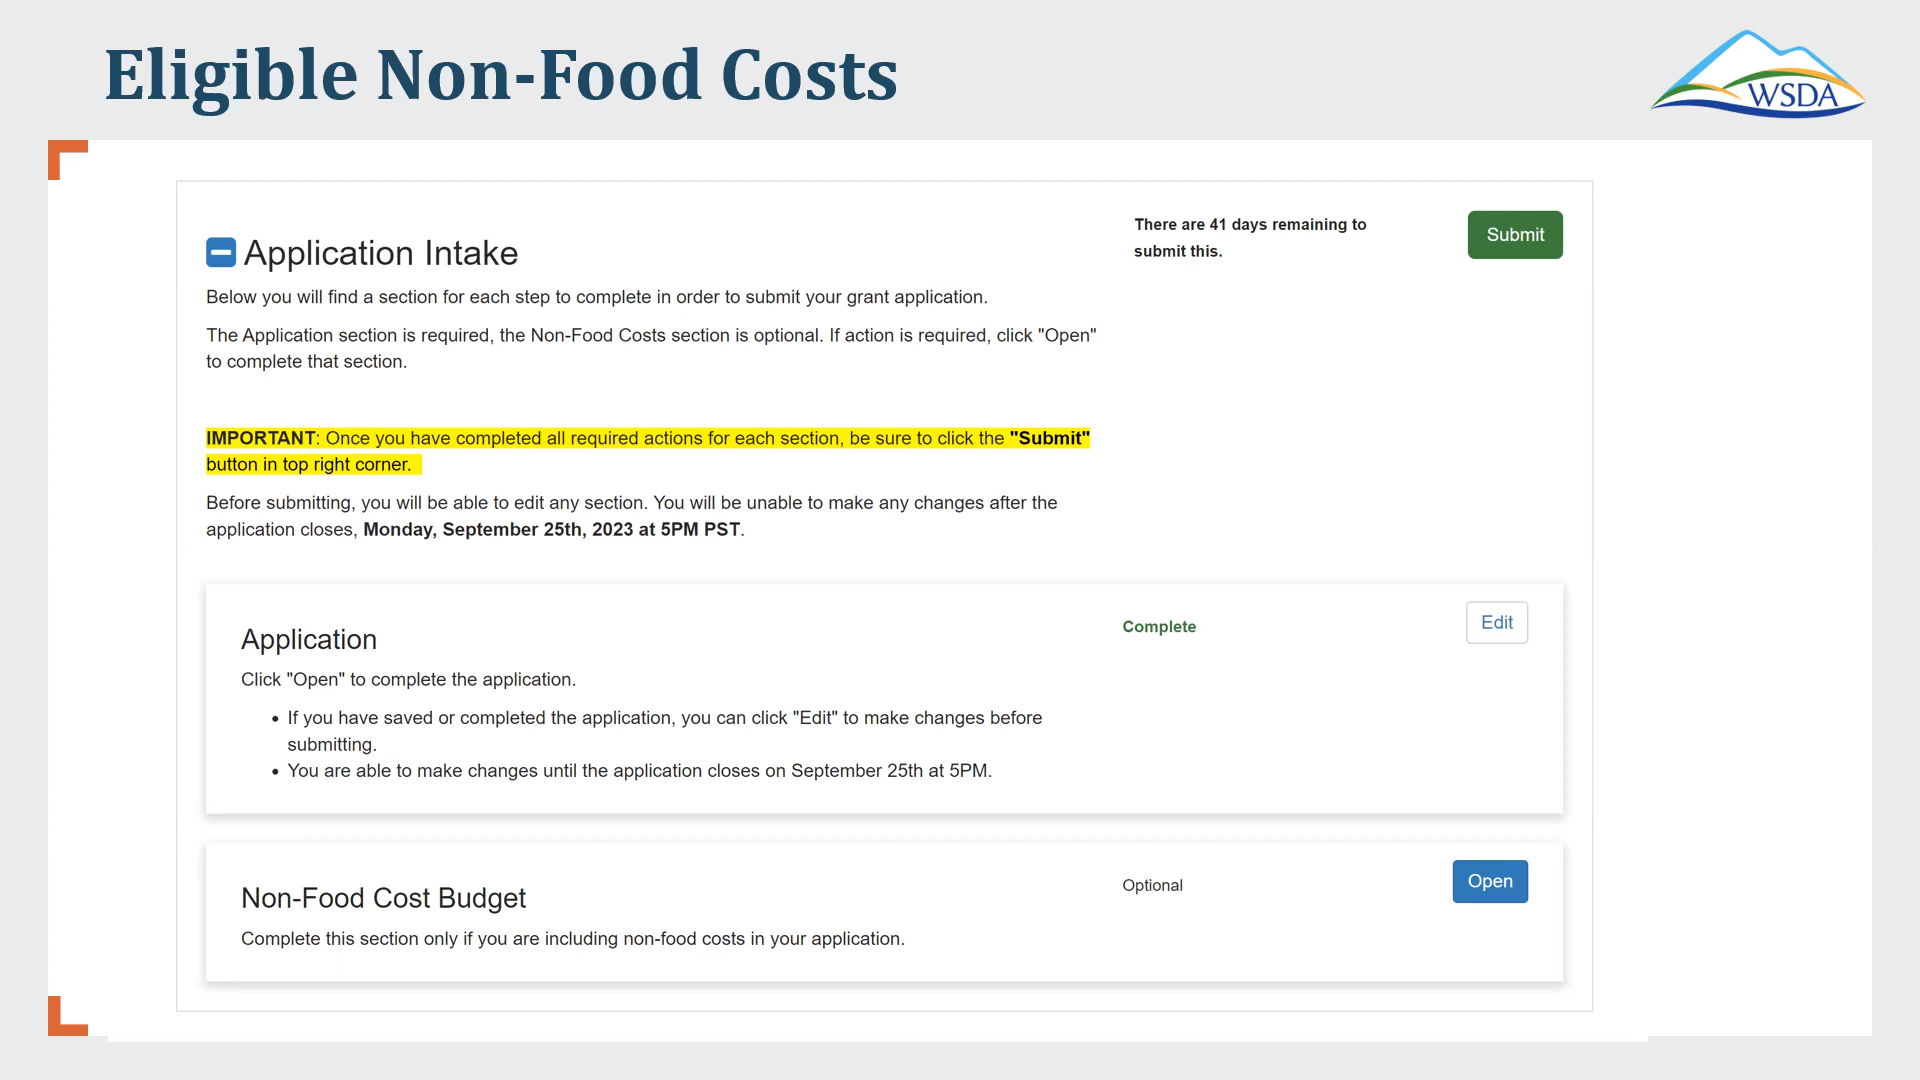 Eligible Non-Food Costs
WSDA
Application Intake
There are 41 days remaining to
submit this.
Submit
Below you will find a section for each step to complete in order to submit your grant application.
The Application section is required, the Non-Food Costs section is optional. If action is required, click "Open"
to complete that section.
IMPORTANT: Once you have completed all required actions for each section, be sure to click the "Submit"
button in top right corner.
Before submitting, you will be able to edit any section. You will be unable to make any changes after the
application closes, Monday, September 25th, 2023 at 5PM PST.
Application
Complete
Edit
Click "Open" to complete the application.
• If you have saved or completed the application, you can click "Edit" to make changes before
submitting.
• You are able to make changes until the application closes on September 25th at 5PM.
Non-Food Cost Budget
Optional
Open
Complete this section only if you are including non-food costs in your application.